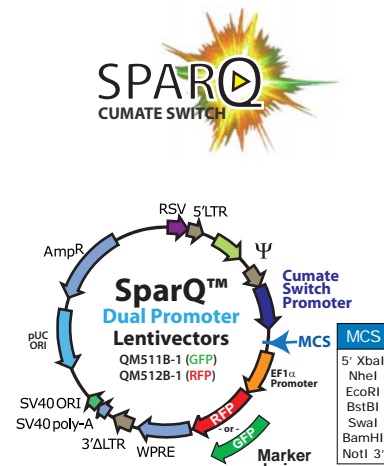 SPARQ
CUMATE SWITCH
RSV 5'LTR
AmpR
Ψ
SparQ™
Dual Promoter
Lentivectors
QM511B-1 (GFP)
QM512B-1 (RFP)
Cumate
Switch
Promoter
MCS
MCS
5' XbaI
NheI
EcoRI
BstBI
SwaI
BamHI
NotI 3'
EF1α
Promoter
pUC
ORI
SV40 ORI
SV40 poly-A
3'ΔLTR
WPRE
RFP
- or -
GFP
Marker